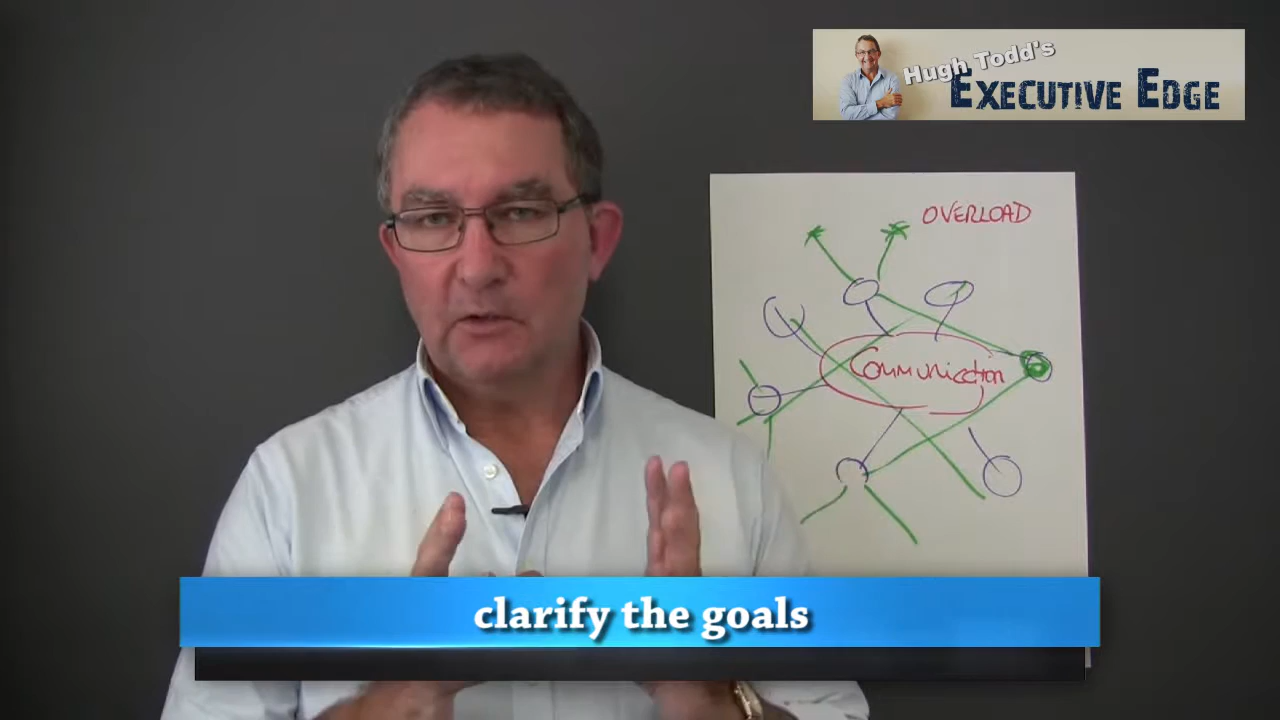 Hugh Todd's
EXECUTIVE EDGE
OVERLOAD
Communication
clarify the goals